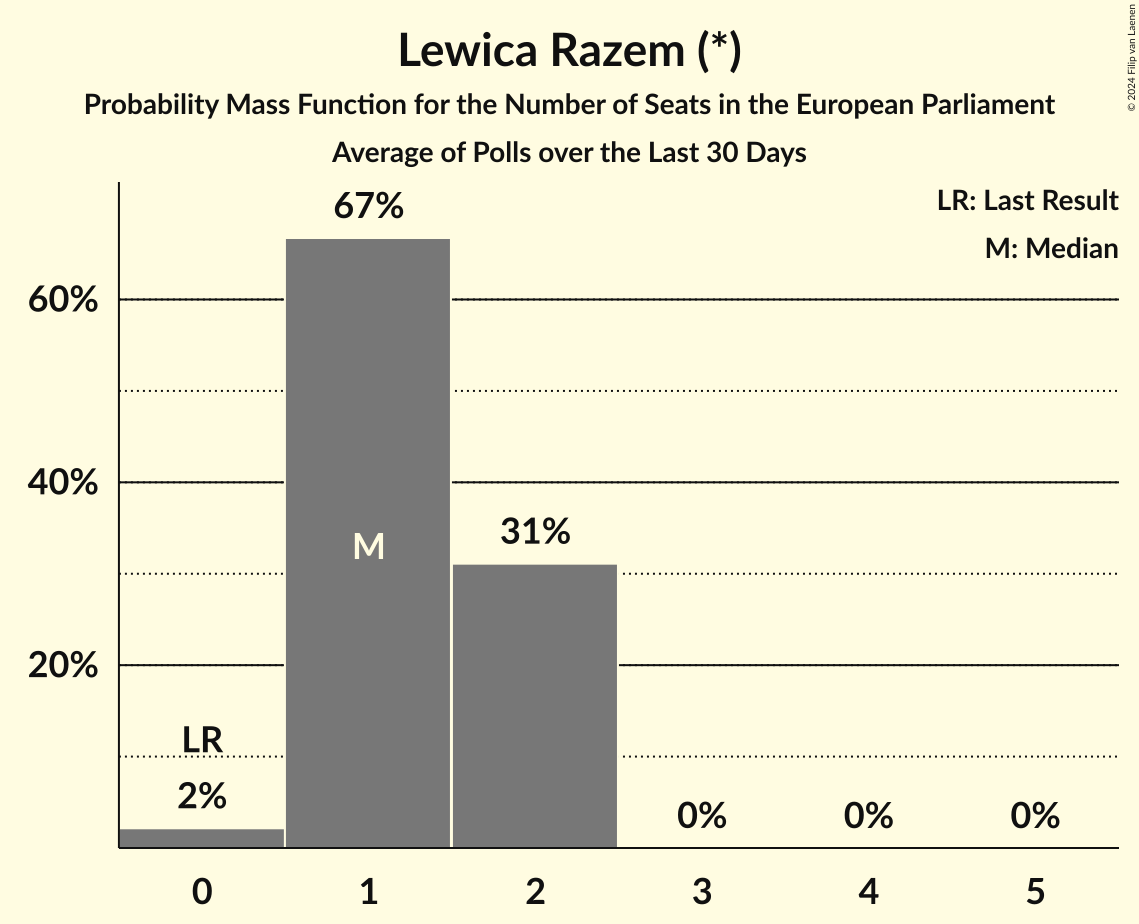 Lewica Razem (*)
Probability Mass Function for the Number of Seats in the European Parliament
Average of Polls over the Last 30 Days
© 2024 Filip van Laenen
LR: Last Result
M: Median
67%
60%
40%
31%
M
20%
LR
2%
0%
0%
0%
0
1
2
3
4
5